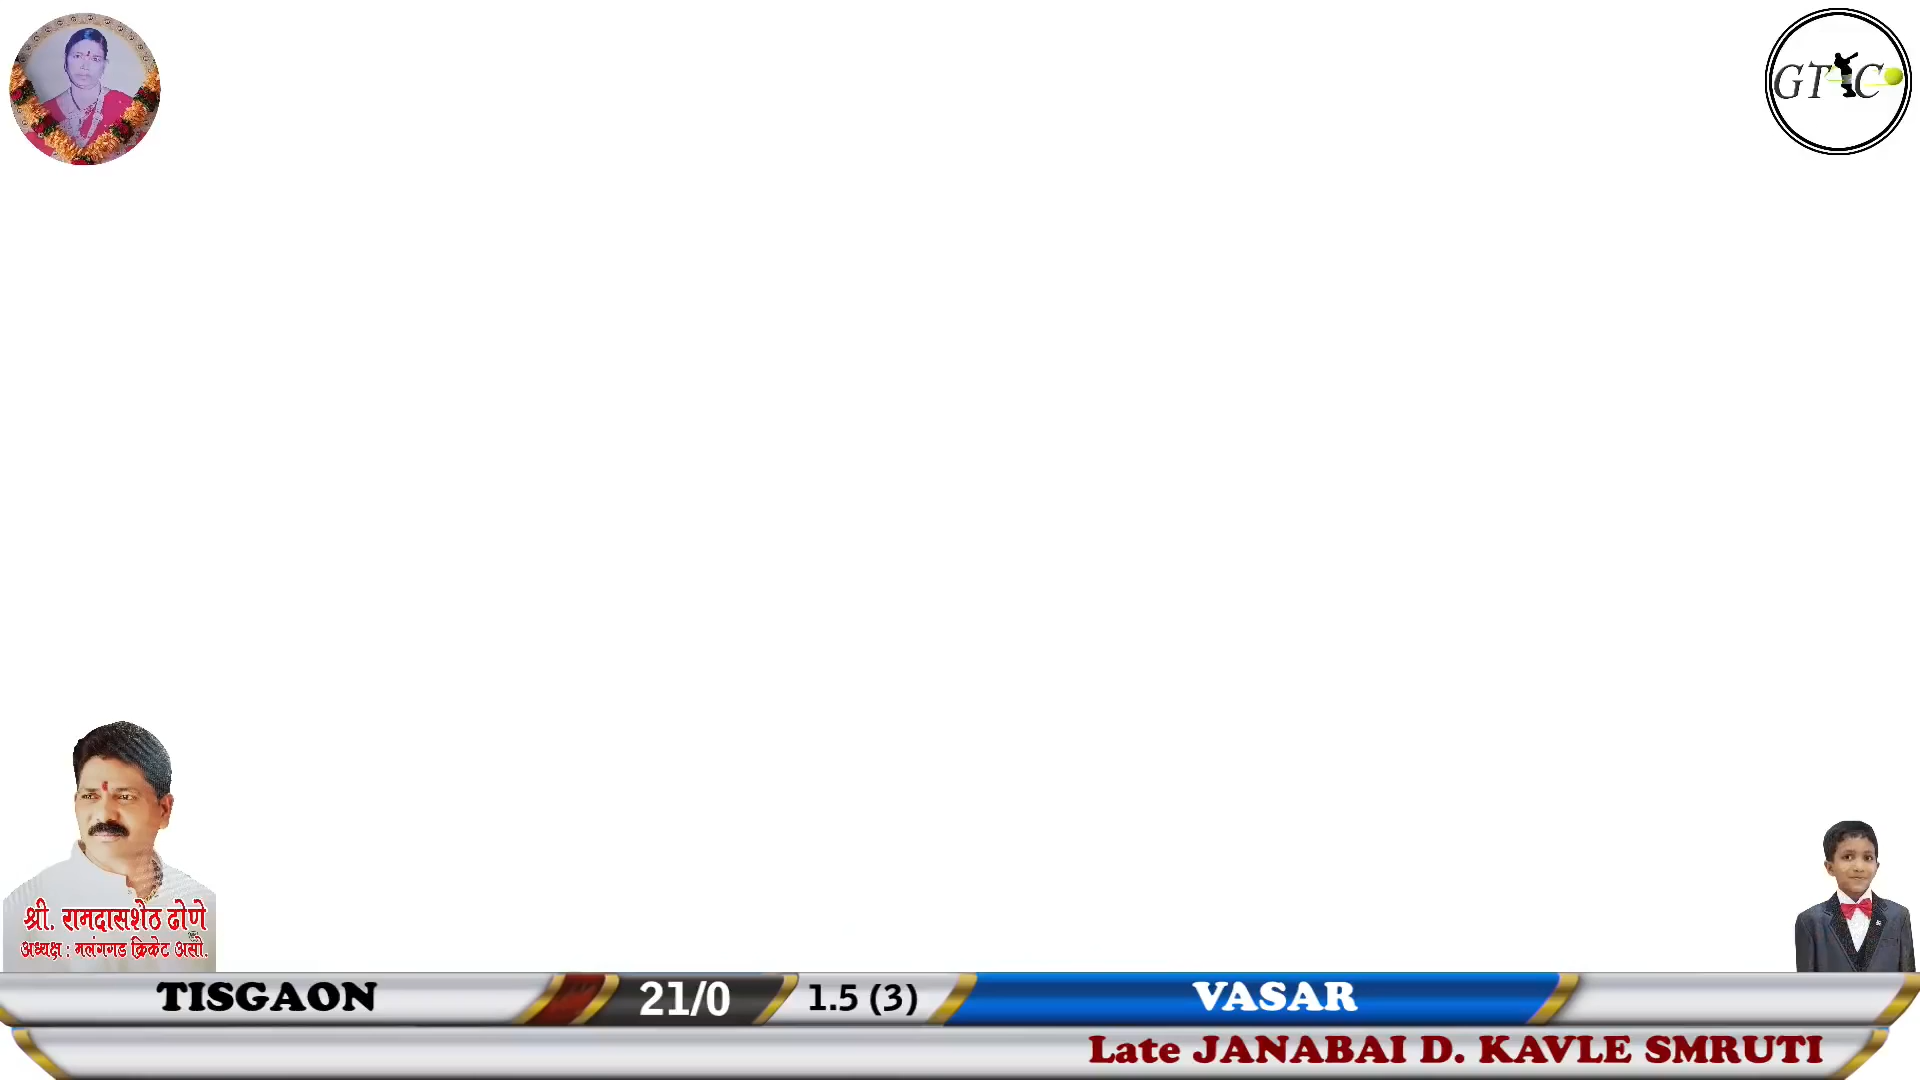 GTC
श्री. रामदासशेठ ढोणे
अध्यक्ष : मलंगगड क्रिकेट असो.
TISGAON 21/0 1.5 (3) VASAR
Late JANABAI D. KAVLE SMRUTI